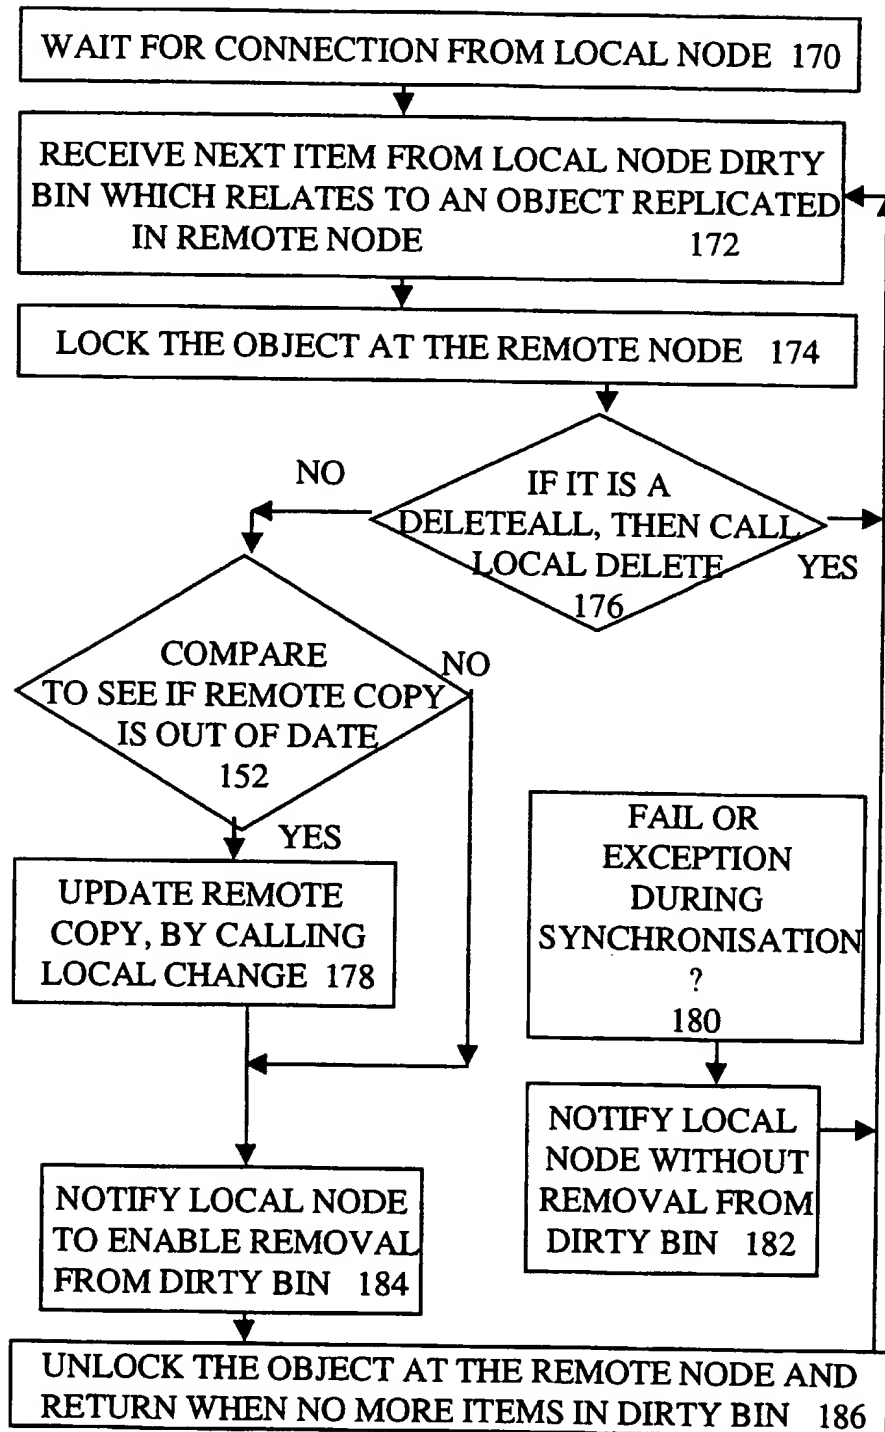 WAIT FOR CONNECTION FROM LOCAL NODE 170
RECEIVE NEXT ITEM FROM LOCAL NODE DIRTY
BIN WHICH RELATES TO AN OBJECT REPLICATED
IN REMOTE NODE 172
LOCK THE OBJECT AT THE REMOTE NODE 174
NO
IF IT IS A
DELETEALL, THEN CALL
LOCAL DELETE
176
YES
COMPARE
TO SEE IF REMOTE COPY
IS OUT OF DATE
152
NO
YES
UPDATE REMOTE
COPY, BY CALLING
LOCAL CHANGE 178
FAIL OR
EXCEPTION
DURING
SYNCHRONISATION
?
180
NOTIFY LOCAL
NODE WITHOUT
REMOVAL FROM
DIRTY BIN 182
NOTIFY LOCAL NODE
TO ENABLE REMOVAL
FROM DIRTY BIN 184
UNLOCK THE OBJECT AT THE REMOTE NODE AND
RETURN WHEN NO MORE ITEMS IN DIRTY BIN 186